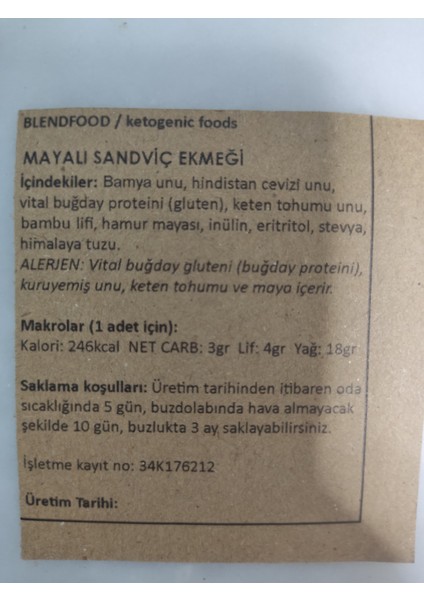 BLENDFOOD / ketogenic foods
MAYALI SANDVİÇ EKMEĞİ
İçindekiler: Bamya unu, hindistan cevizi unu,
vital buğday proteini (gluten), keten tohumu unu,
bambu lifi, hamur mayası, inülin, eritritol, stevya,
himalaya tuzu.
ALERJEN: Vital buğday gluteni (buğday proteini),
kuruyemiş unu, keten tohumu ve maya içerir.
Makrolar (1 adet için):
Kalori: 246kcal NET CARB: 3gr Lif: 4gr Yağ: 18gr
Saklama koşulları: Üretim tarihinden itibaren oda
sıcaklığında 5 gün, buzdolabında hava almayacak
şekilde 10 gün, buzlukta 3 ay saklayabilirsiniz.
İşletme kayıt no: 34K176212
Üretim Tarihi: